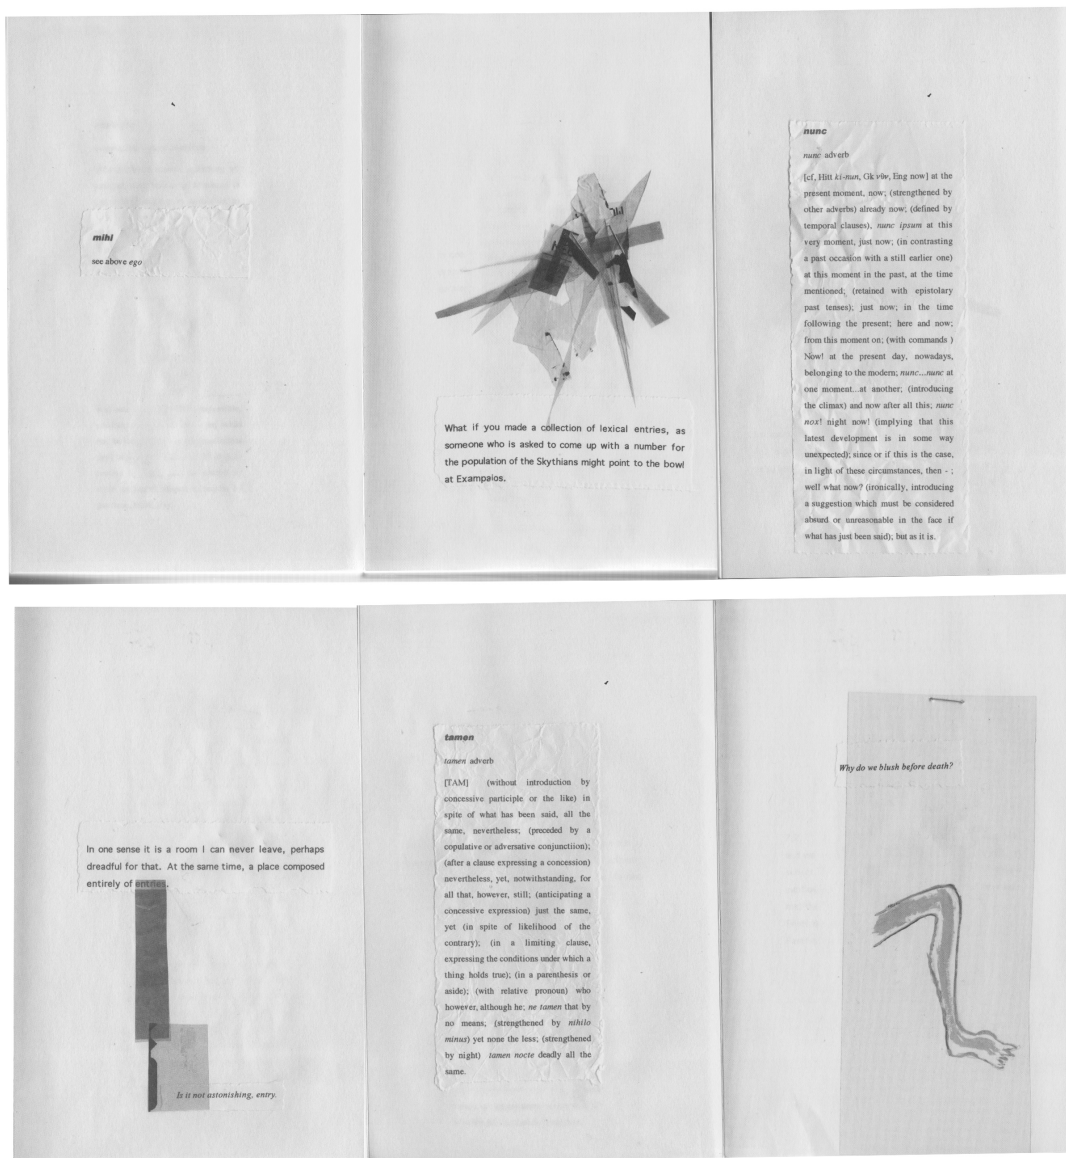 mihi
see above ego
What if you made a collection of lexical entries, as
someone who is asked to come up with a number for
the population of the Skythians might point to the bowl
at Exampaios.
nunc
nunc adverb
[cf, Hitt ki-nun, Gk νῦν, Eng now] at the
present moment, now; (strengthened by
other adverbs) already now; (defined by
temporal clauses), nunc ipsum at this
very moment, just now; (in contrasting
a past occasion with a still earlier one)
at this moment in the past, at the time
mentioned; (retained with epistolary
past tenses); just now; in the time
following the present; here and now;
from this moment on; (with commands )
Now! at the present day, nowadays,
belonging to the modern; nunc...nunc at
one moment...at another; (introducing
the climax) and now after all this; nunc
nox! night now! (implying that this
latest development is in some way
unexpected); since or if this is the case,
in light of these circumstances, then - ;
well what now? (ironically, introducing
a suggestion which must be considered
absurd or unreasonable in the face if
what has just been said); but as it is.
In one sense it is a room I can never leave, perhaps
dreadful for that. At the same time, a place composed
entirely of entries.
Is it not astonishing, entry.
tamen
tamen adverb
[TAM] (without introduction by
concessive participle or the like) in
spite of what has been said, all the
same, nevertheless; (preceded by a
copulative or adversative conjunctiion);
(after a clause expressing a concession)
nevertheless, yet, notwithstanding, for
all that, however, still; (anticipating a
concessive expression) just the same,
yet (in spite of likelihood of the
contrary); (in a limiting clause,
expressing the conditions under which a
thing holds true); (in a parenthesis or
aside); (with relative pronoun) who
however, although he; ne tamen that by
no means; (strengthened by nihilo
minus) yet none the less; (strengthened
by night) tamen nocte deadly all the
same.
Why do we blush before death?